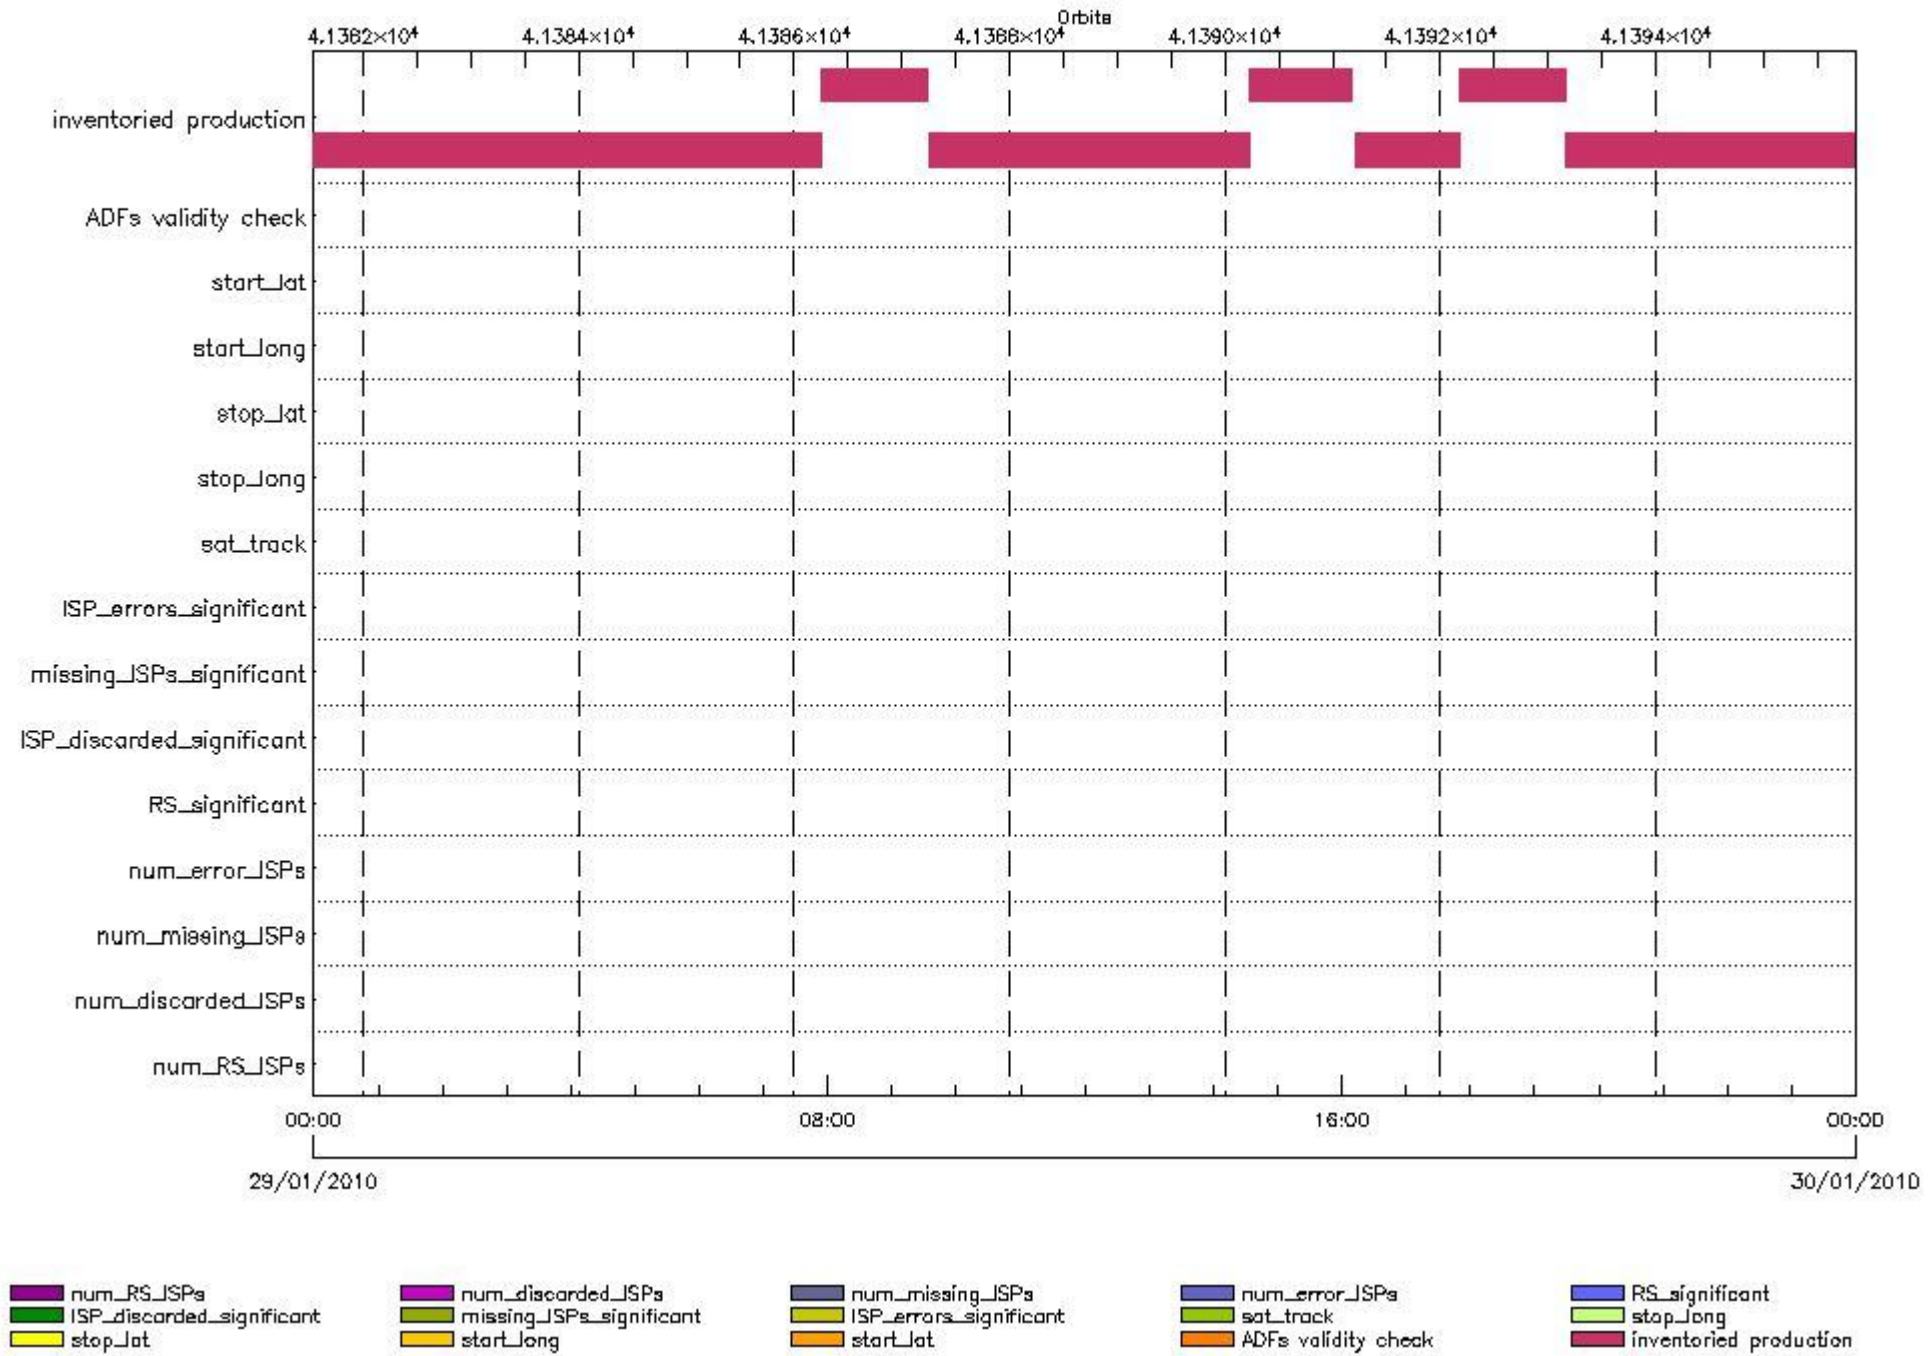 Orbits
4.1382×10⁴ 4.1384×10⁴ 4.1386×10⁴ 4.1388×10⁴ 4.1390×10⁴ 4.1392×10⁴ 4.1394×10⁴
inventoried production
ADFs validity check
start_lat
start_long
stop_lat
stop_long
sat_track
ISP_errors_significant
missing_ISPs_significant
ISP_discarded_significant
RS_significant
num_error_ISPs
num_missing_ISPs
num_discarded_ISPs
num_RS_ISPs
00:00 08:00 16:00 00:00
29/01/2010 30/01/2010
num_RS_ISPs num_discarded_ISPs num_missing_ISPs num_error_ISPs RS_significant
ISP_discarded_significant missing_ISPs_significant ISP_errors_significant sat_track stop_long
stop_lat start_long start_lat ADFs validity check inventoried production